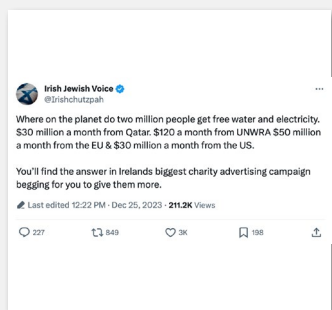 Irish Jewish Voice
@Irishchutzpah
Where on the planet do two million people get free water and electricity.
$30 million a month from Qatar. $120 a month from UNWRA $50 million
a month from the EU & $30 million a month from the US.
You'll find the answer in Irelands biggest charity advertising campaign
begging for you to give them more.
Last edited 12:22 PM · Dec 25, 2023 · 211.2K Views
227 849 3K 198